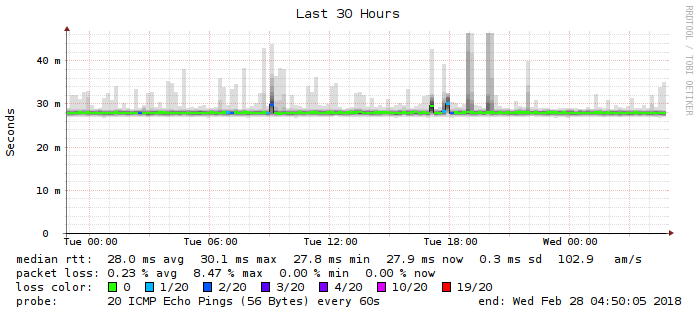 Last 30 Hours
RRDTOOL / TOBI OETIKER
Seconds
40 m
30 m
20 m
10 m
0
Tue 00:00 Tue 06:00 Tue 12:00 Tue 18:00 Wed 00:00
median rtt: 28.0 ms avg 30.1 ms max 27.8 ms min 27.9 ms now 0.3 ms sd 102.9 am/s
packet loss: 0.23 % avg 8.47 % max 0.00 % min 0.00 % now
loss color: 0 1/20 2/20 3/20 4/20 10/20 19/20
probe: 20 ICMP Echo Pings (56 Bytes) every 60s end: Wed Feb 28 04:50:05 2018